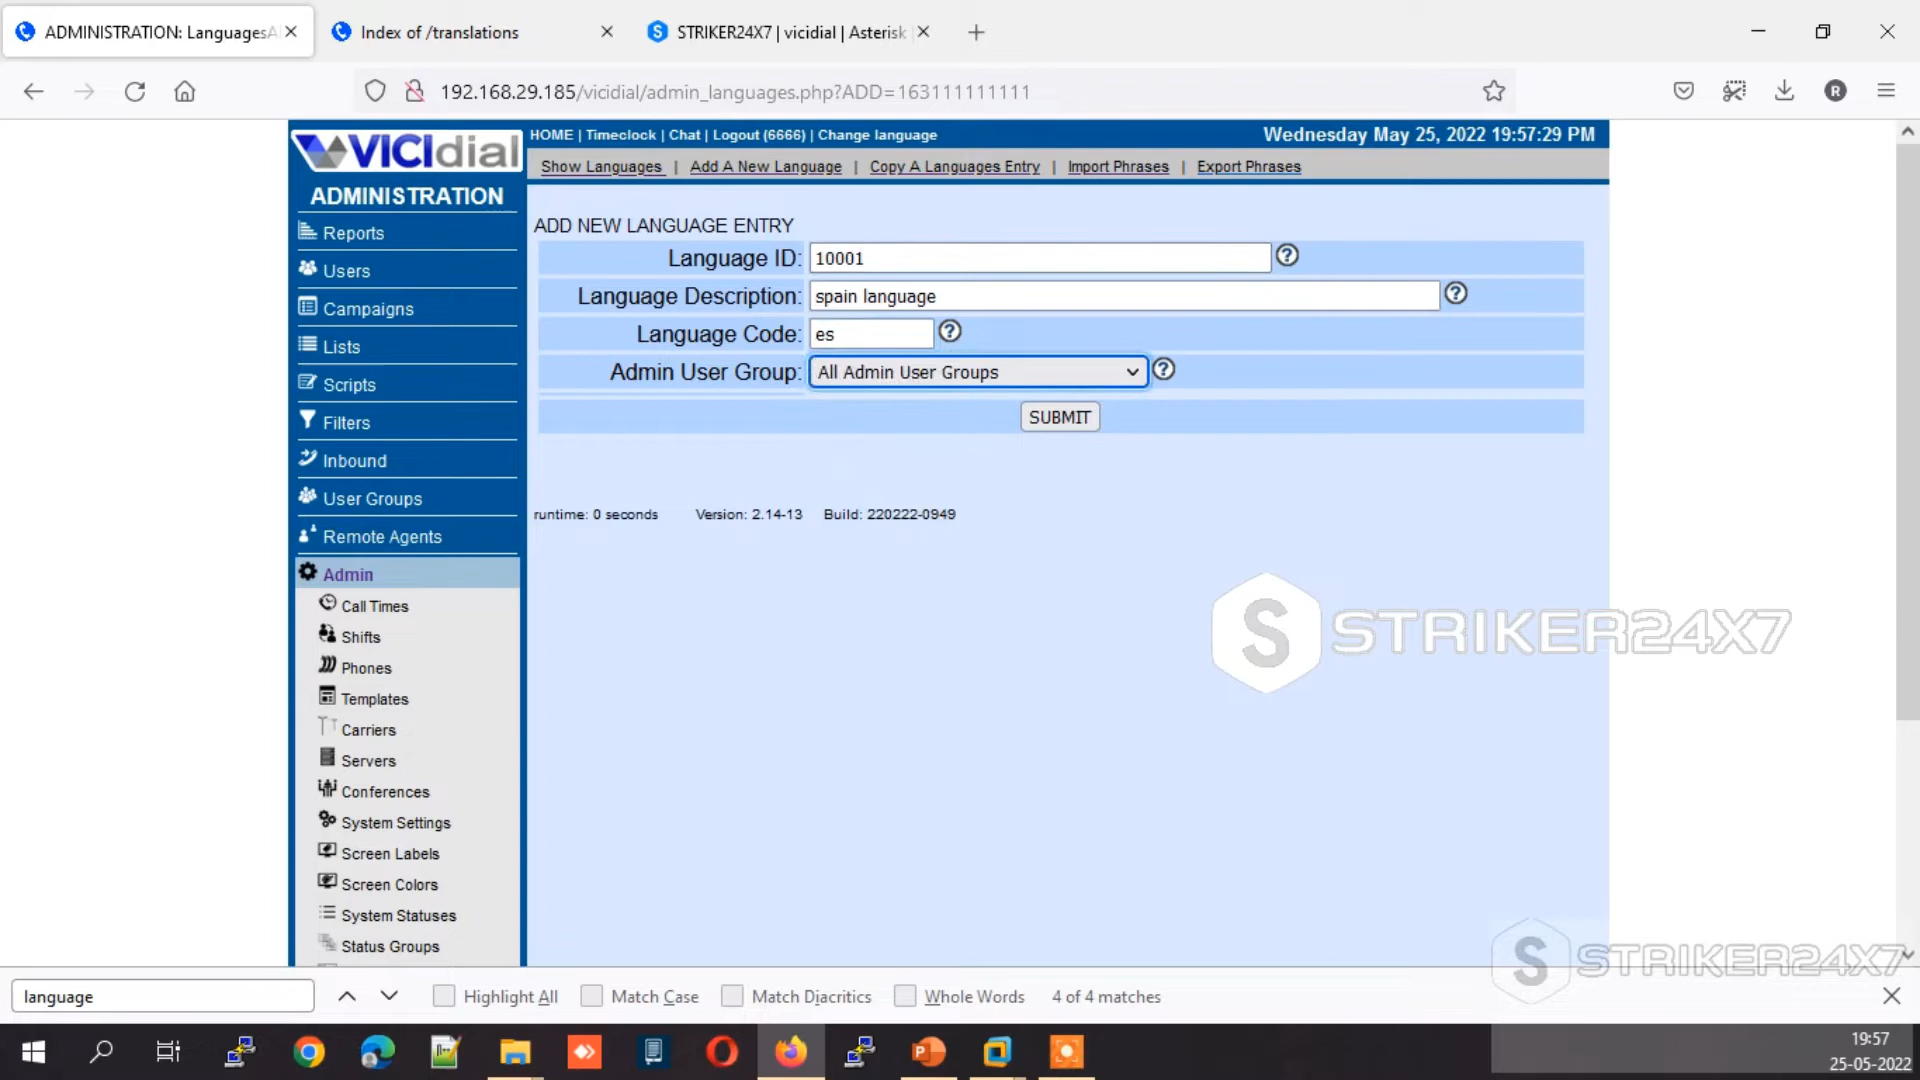 ADMINISTRATION: LanguagesA
Index of /translations
STRIKER24X7 | vicidial | Asterisk
192.168.29.185/vicidial/admin_languages.php?ADD=163111111111
R
VICIdial
HOME | Timeclock | Chat | Logout (6666) | Change language
Wednesday May 25, 2022 19:57:29 PM
Show Languages | Add A New Language | Copy A Languages Entry | Import Phrases | Export Phrases
ADMINISTRATION
Reports
Users
Campaigns
Lists
Scripts
Filters
Inbound
User Groups
Remote Agents
Admin
Call Times
Shifts
Phones
Templates
Carriers
Servers
Conferences
System Settings
Screen Labels
Screen Colors
System Statuses
Status Groups
ADD NEW LANGUAGE ENTRY
Language ID: 10001
Language Description: spain language
Language Code: es
Admin User Group: All Admin User Groups
SUBMIT
runtime: 0 seconds Version: 2.14-13 Build: 220222-0949
S STRIKER24X7
S STRIKER24X7
language
Highlight All Match Case Match Diacritics Whole Words 4 of 4 matches
19:57
25-05-2022